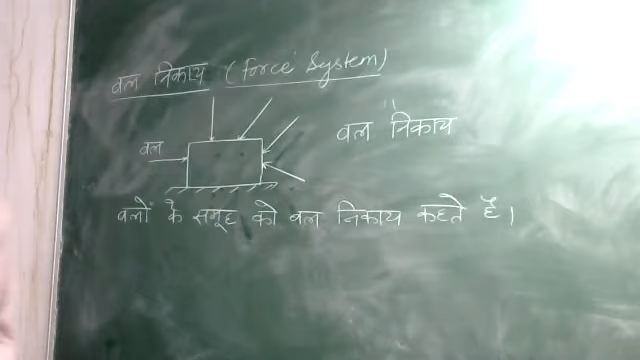 बल निकाय (force System)
बल
बल निकाय
बलों के समूह को बल निकाय कहते हैं।